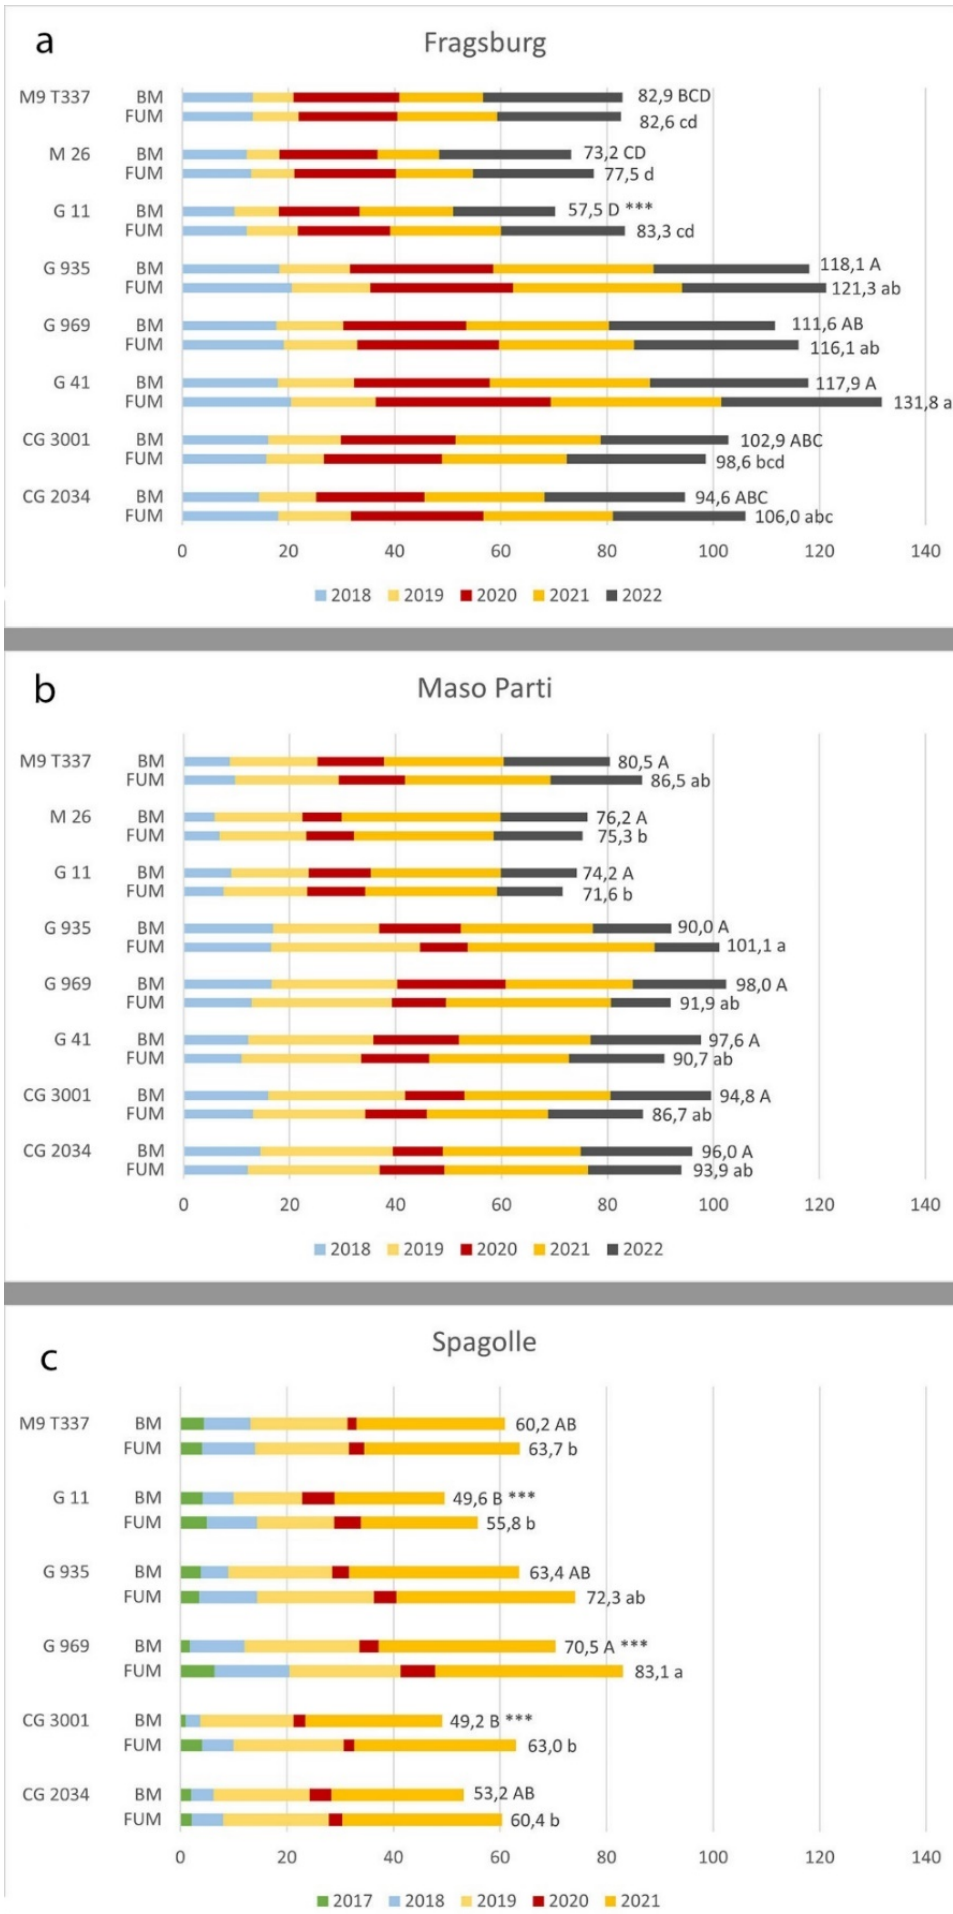 a
Fragsburg
M9 T337 BM 82,9 BCD
FUM 82,6 cd
M 26 BM 73,2 CD
FUM 77,5 d
G 11 BM 57,5 D ***
FUM 83,3 cd
G 935 BM 118,1 A
FUM 121,3 ab
G 969 BM 111,6 AB
FUM 116,1 ab
G 41 BM 117,9 A
FUM 131,8 a
CG 3001 BM 102,9 ABC
FUM 98,6 bcd
CG 2034 BM 94,6 ABC
FUM 106,0 abc
0 20 40 60 80 100 120 140
2018 2019 2020 2021 2022
b
Maso Parti
M9 T337 BM 80,5 A
FUM 86,5 ab
M 26 BM 76,2 A
FUM 75,3 b
G 11 BM 74,2 A
FUM 71,6 b
G 935 BM 90,0 A
FUM 101,1 a
G 969 BM 98,0 A
FUM 91,9 ab
G 41 BM 97,6 A
FUM 90,7 ab
CG 3001 BM 94,8 A
FUM 86,7 ab
CG 2034 BM 96,0 A
FUM 93,9 ab
0 20 40 60 80 100 120 140
2018 2019 2020 2021 2022
c
Spagolle
M9 T337 BM 60,2 AB
FUM 63,7 b
G 11 BM 49,6 B ***
FUM 55,8 b
G 935 BM 63,4 AB
FUM 72,3 ab
G 969 BM 70,5 A ***
FUM 83,1 a
CG 3001 BM 49,2 B ***
FUM 63,0 b
CG 2034 BM 53,2 AB
FUM 60,4 b
0 20 40 60 80 100 120 140
2017 2018 2019 2020 2021